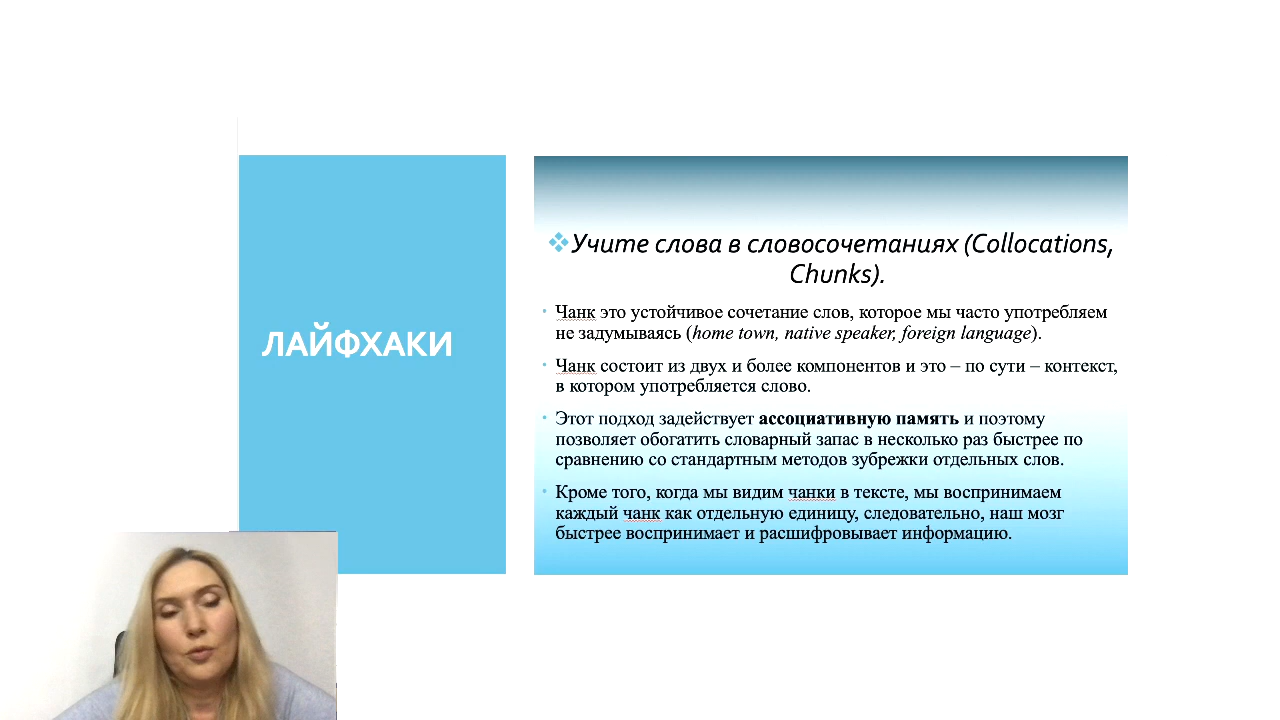 ЛАЙФХАКИ
Учите слова в словосочетаниях (Collocations,
Chunks).
Чанк это устойчивое сочетание слов, которое мы часто употребляем
не задумываясь (home town, native speaker, foreign language).
Чанк состоит из двух и более компонентов и это – по сути – контекст,
в котором употребляется слово.
Этот подход задействует ассоциативную память и поэтому
позволяет обогатить словарный запас в несколько раз быстрее по
сравнению со стандартным методов зубрежки отдельных слов.
Кроме того, когда мы видим чанки в тексте, мы воспринимаем
каждый чанк как отдельную единицу, следовательно, наш мозг
быстрее воспринимает и расшифровывает информацию.